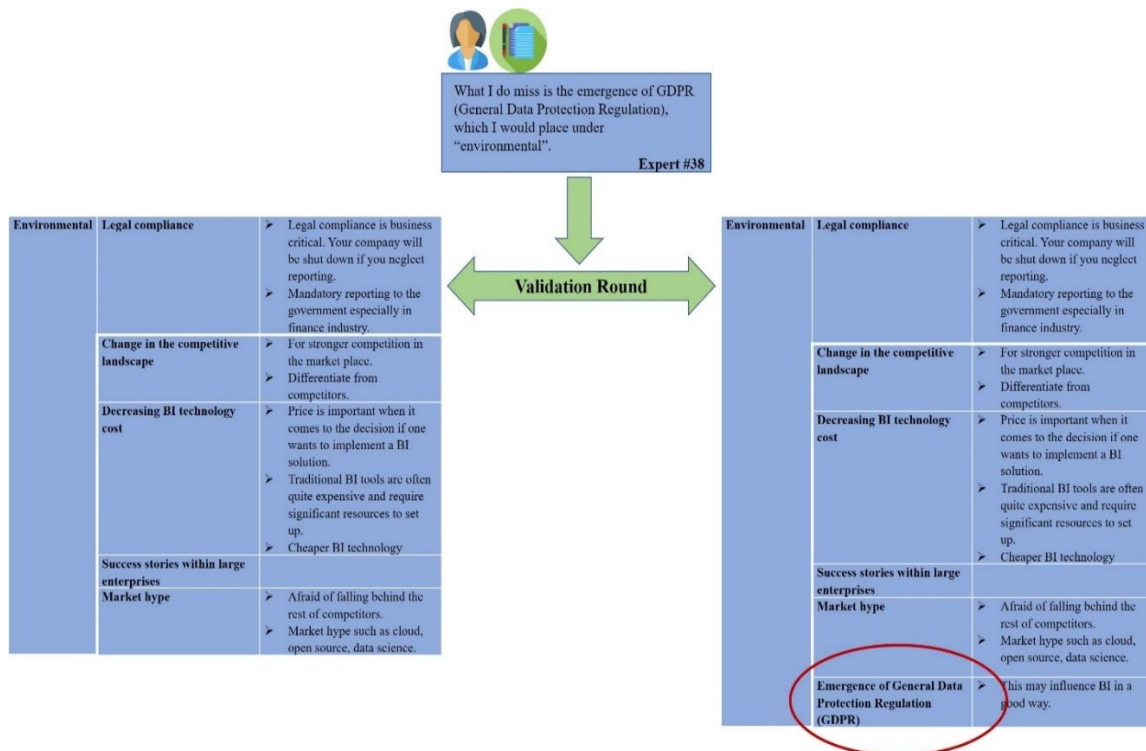 What I do miss is the emergence of GDPR
(General Data Protection Regulation),
which I would place under
“environmental”.
Expert #38
Validation Round
Environmental
Legal compliance
➢ Legal compliance is business
critical. Your company will
be shut down if you neglect
reporting.
➢ Mandatory reporting to the
government especially in
finance industry.
Change in the competitive
landscape
➢ For stronger competition in
the market place.
➢ Differentiate from
competitors.
Decreasing BI technology
cost
➢ Price is important when it
comes to the decision if one
wants to implement a BI
solution.
➢ Traditional BI tools are often
quite expensive and require
significant resources to set
up.
➢ Cheaper BI technology
Success stories within large
enterprises
Market hype
➢ Afraid of falling behind the
rest of competitors.
➢ Market hype such as cloud,
open source, data science.
Environmental
Legal compliance
➢ Legal compliance is business
critical. Your company will
be shut down if you neglect
reporting.
➢ Mandatory reporting to the
government especially in
finance industry.
Change in the competitive
landscape
➢ For stronger competition in
the market place.
➢ Differentiate from
competitors.
Decreasing BI technology
cost
➢ Price is important when it
comes to the decision if one
wants to implement a BI
solution.
➢ Traditional BI tools are often
quite expensive and require
significant resources to set
up.
➢ Cheaper BI technology
Success stories within large
enterprises
Market hype
➢ Afraid of falling behind the
rest of competitors.
➢ Market hype such as cloud,
open source, data science.
Emergence of General Data
Protection Regulation
(GDPR)
➢ This may influence BI in a
good way.